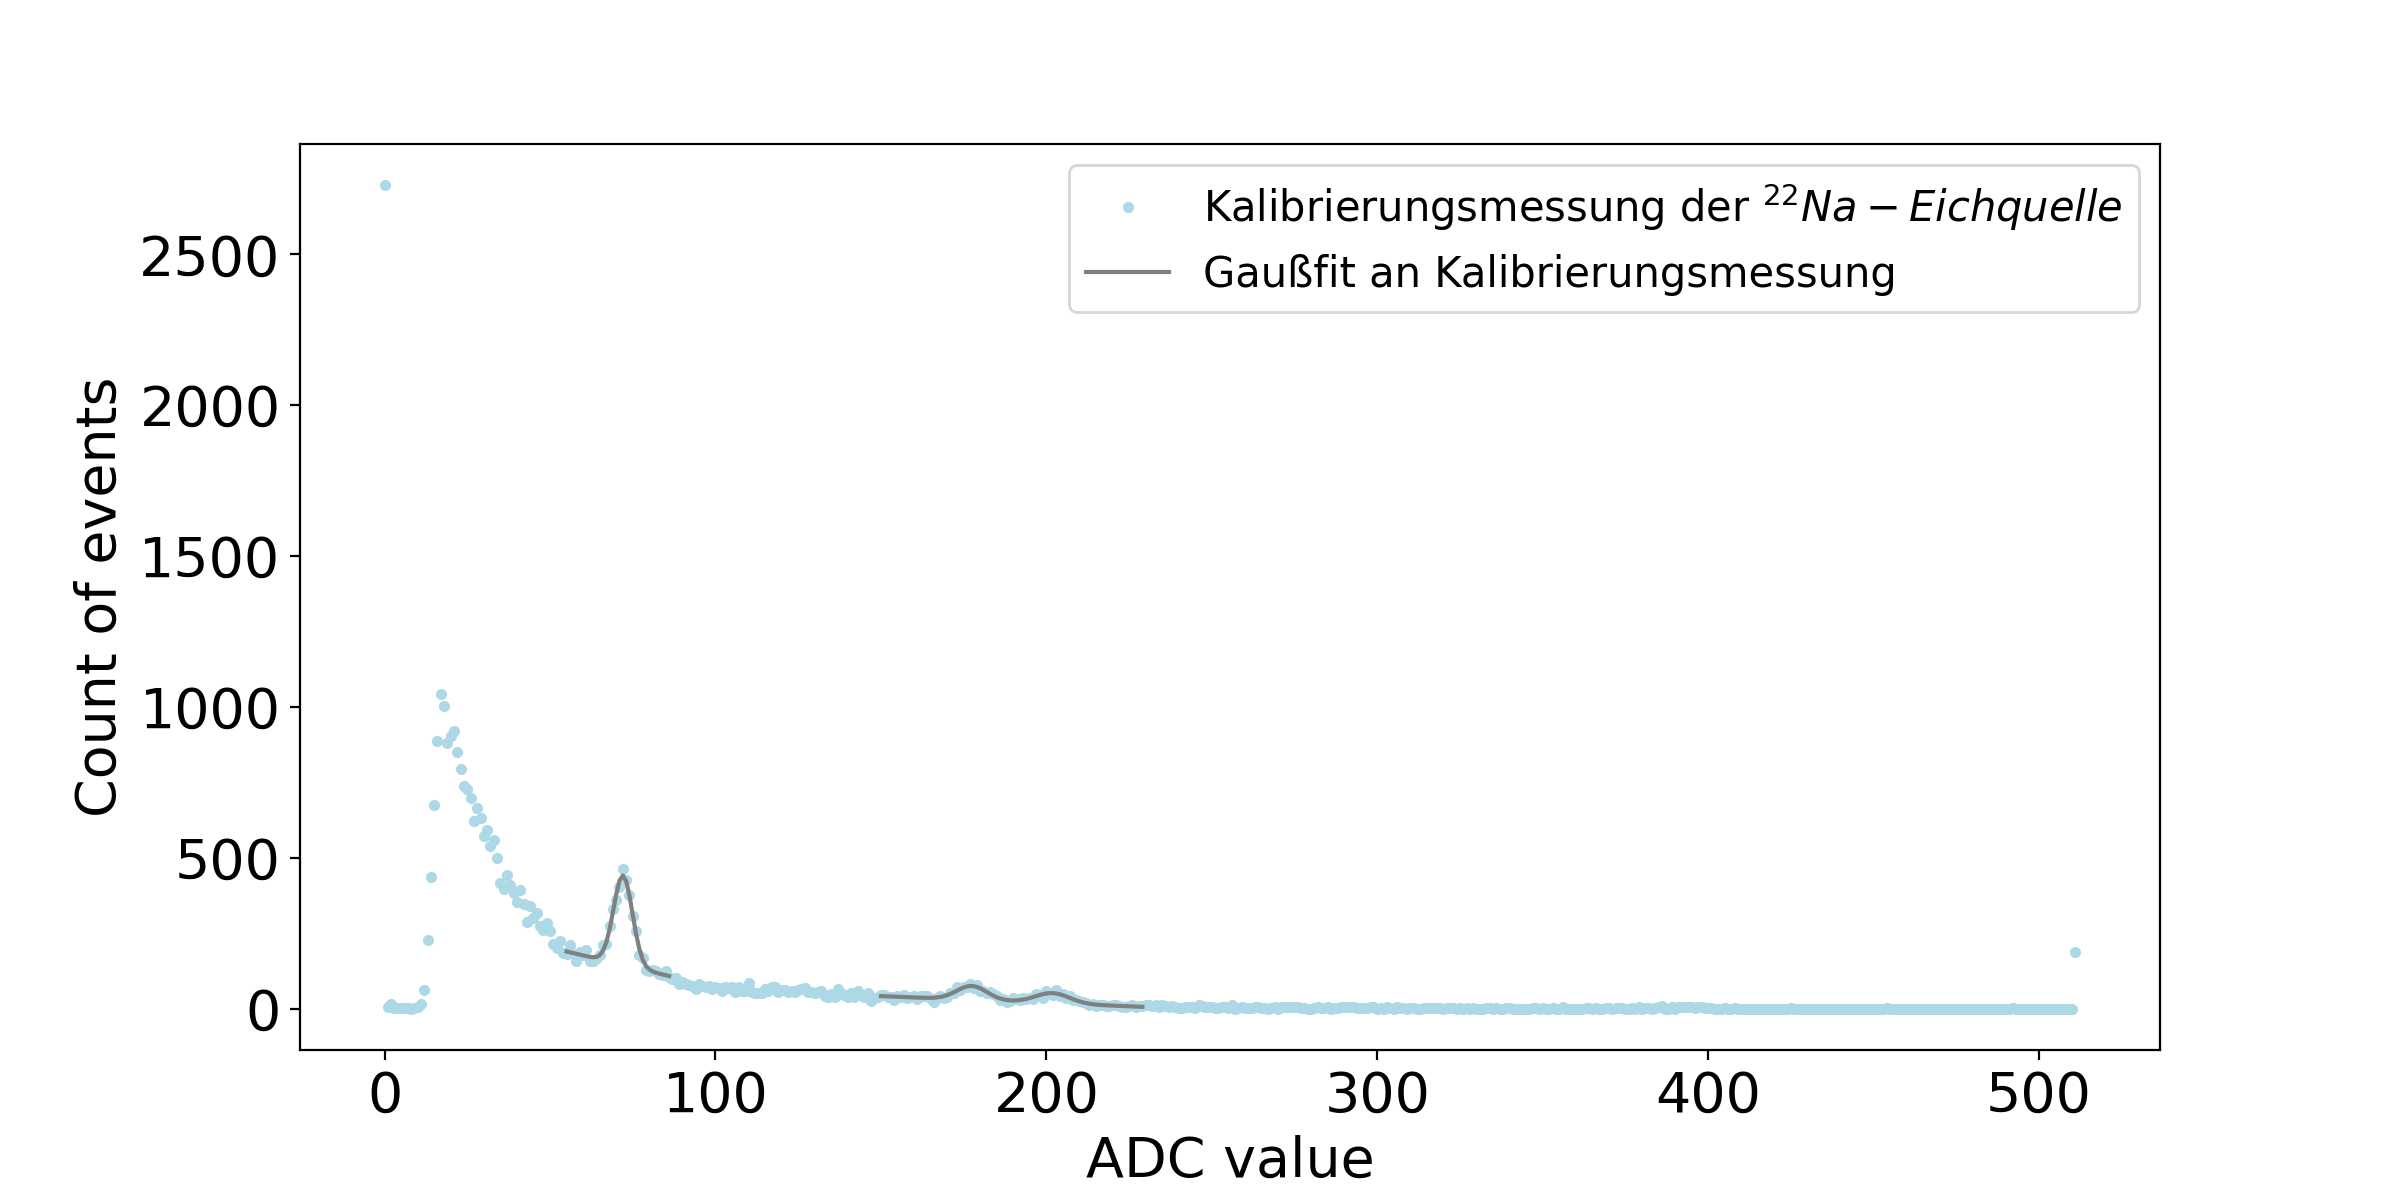 Kalibrierungsmessung der ²²Na − Eichquelle
Gaußfit an Kalibrierungsmessung
Count of events
2500
2000
1500
1000
500
0
0 100 200 300 400 500
ADC value